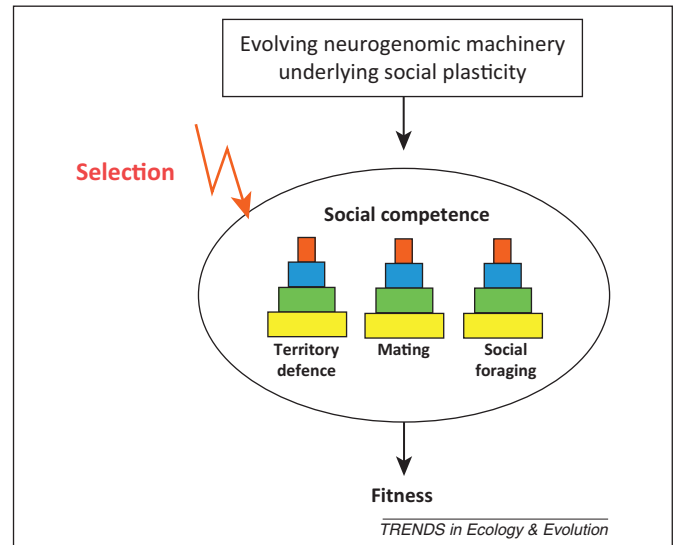 Evolving neurogenomic machinery
underlying social plasticity
Selection
Social competence
Territory
defence
Mating
Social
foraging
Fitness
TRENDS in Ecology & Evolution